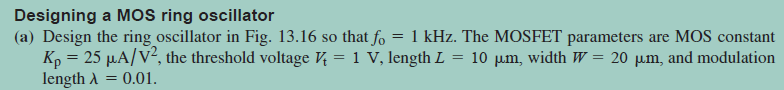 Designing a MOS ring oscillator
(a) Design the ring oscillator in Fig. 13.16 so that fₒ = 1 kHz. The MOSFET parameters are MOS constant
Kₚ = 25 μA/V², the threshold voltage Vₜ = 1 V, length L = 10 μm, width W = 20 μm, and modulation
length λ = 0.01.